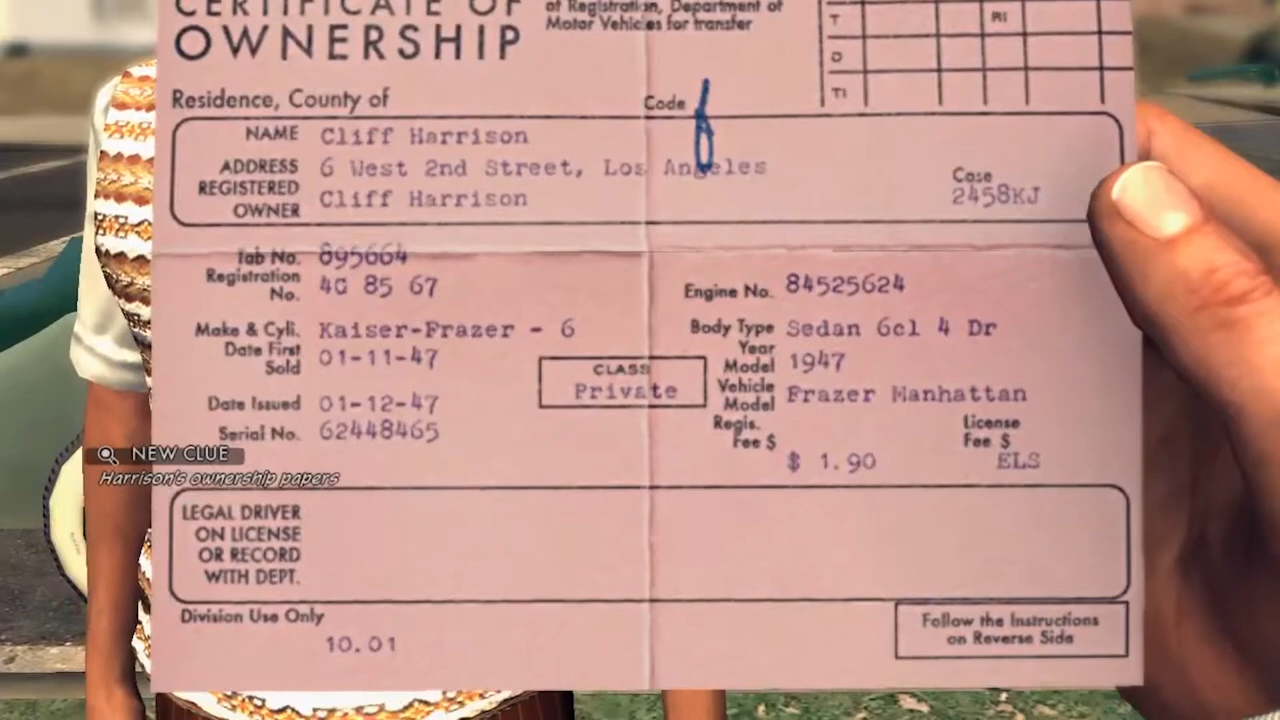 CERTIFICATE OF
OWNERSHIP
of Registration, Department of
Motor Vehicles for transfer
T
RI
D
TI
Residence, County of
Code 6
NAME Cliff Harrison
ADDRESS 6 West 2nd Street, Los Angeles
REGISTERED OWNER Cliff Harrison
Case
2458KJ
Tab No. 895664
Registration No. 4G 85 67
Engine No. 84525624
Make & Cyli. Kaiser-Frazer - 6
Body Type Sedan 6cl 4 Dr
Date First Sold 01-11-47
Year Model 1947
CLASS
Private
Vehicle Model Frazer Manhattan
Date Issued 01-12-47
Serial No. 62448465
Regis. Fee $
$ 1.90
License Fee $
ELS
NEW CLUE
Harrison's ownership papers
LEGAL DRIVER
ON LICENSE
OR RECORD
WITH DEPT.
Division Use Only
10.01
Follow the Instructions
on Reverse Side